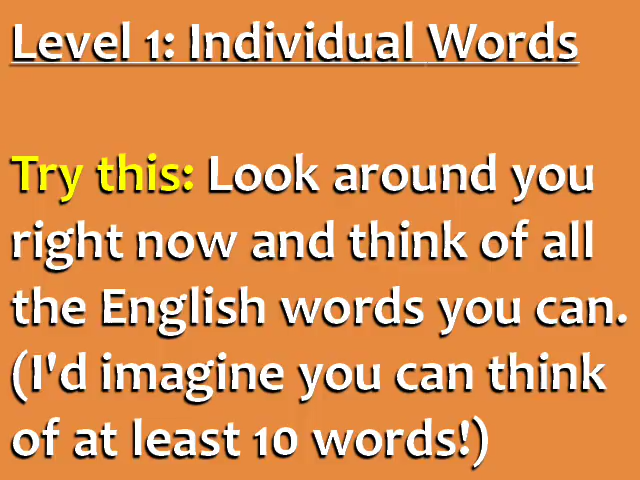 Level 1: Individual Words
Try this: Look around you
right now and think of all
the English words you can.
(I'd imagine you can think
of at least 10 words!)